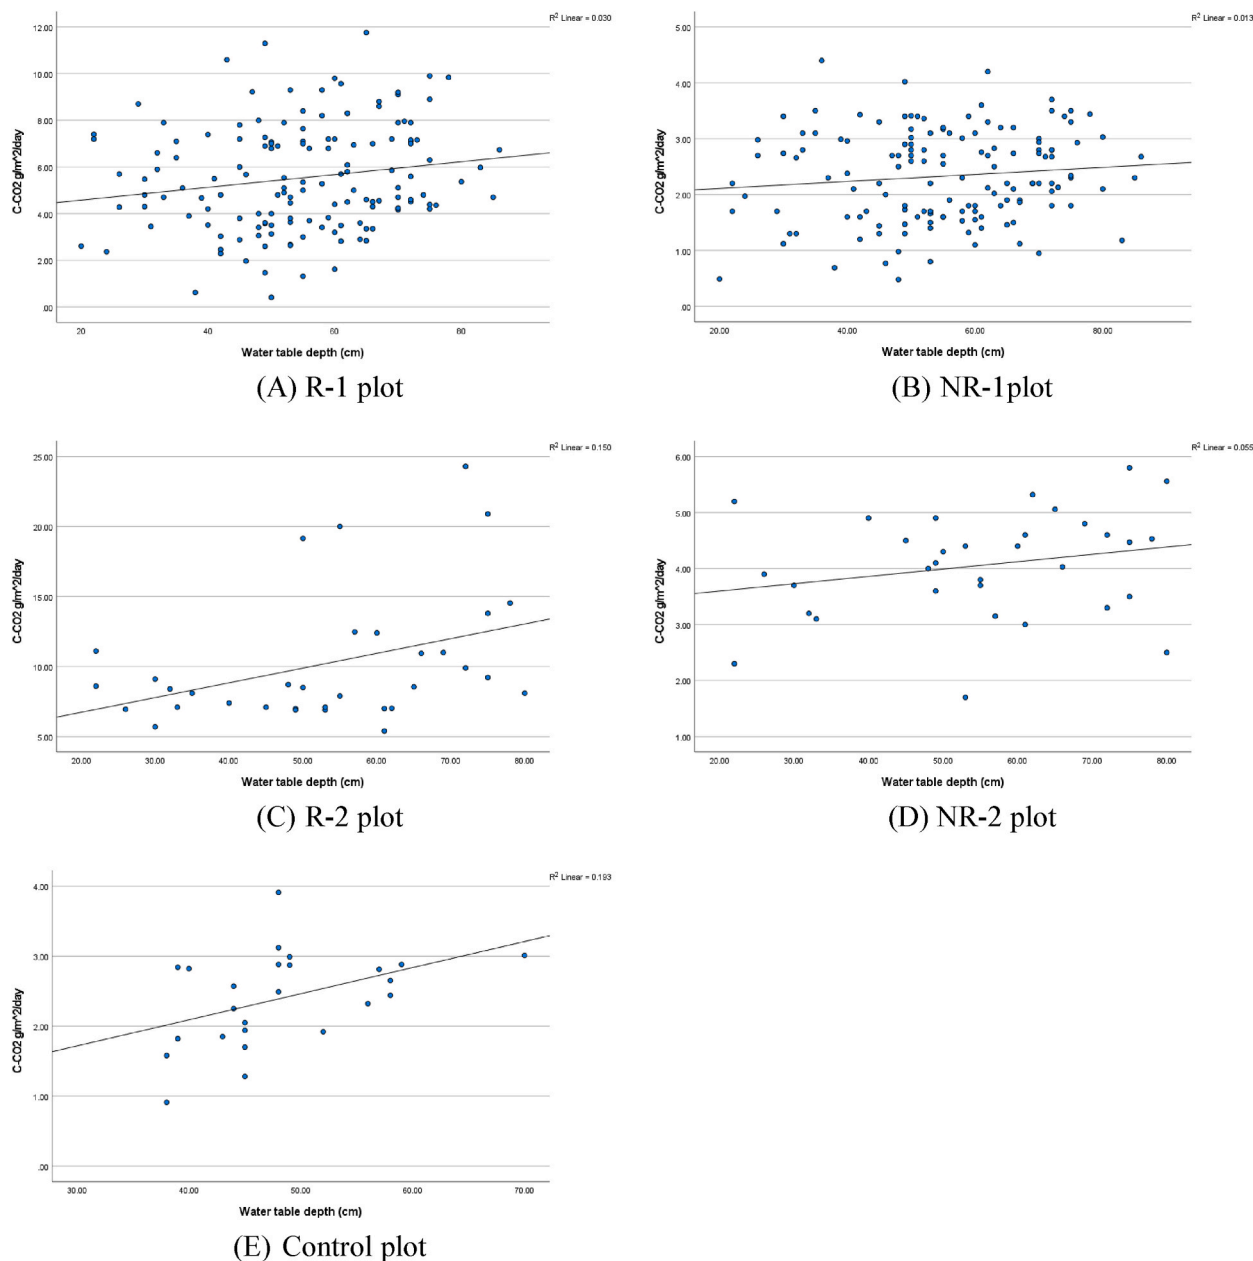 R2 Linear = 0.030
12.00
10.00
8.00
6.00
4.00
2.00
.00
C-CO2 g/m^2/day
20 40 60 80
Water table depth (cm)
(A) R-1 plot
R2 Linear = 0.013
5.00
4.00
3.00
2.00
1.00
.00
C-CO2 g/m^2/day
20.00 40.00 60.00 80.00
Water table depth (cm)
(B) NR-1plot
R2 Linear = 0.150
25.00
20.00
15.00
10.00
5.00
C-CO2 g/m^2/day
20.00 30.00 40.00 50.00 60.00 70.00 80.00
Water table depth (cm)
(C) R-2 plot
R2 Linear = 0.055
6.00
5.00
4.00
3.00
2.00
1.00
C-CO2 g/m^2/day
20.00 30.00 40.00 50.00 60.00 70.00 80.00
Water table depth (cm)
(D) NR-2 plot
R2 Linear = 0.193
4.00
3.00
2.00
1.00
.00
C-CO2 g/m^2/day
30.00 40.00 50.00 60.00 70.00
Water table depth (cm)
(E) Control plot